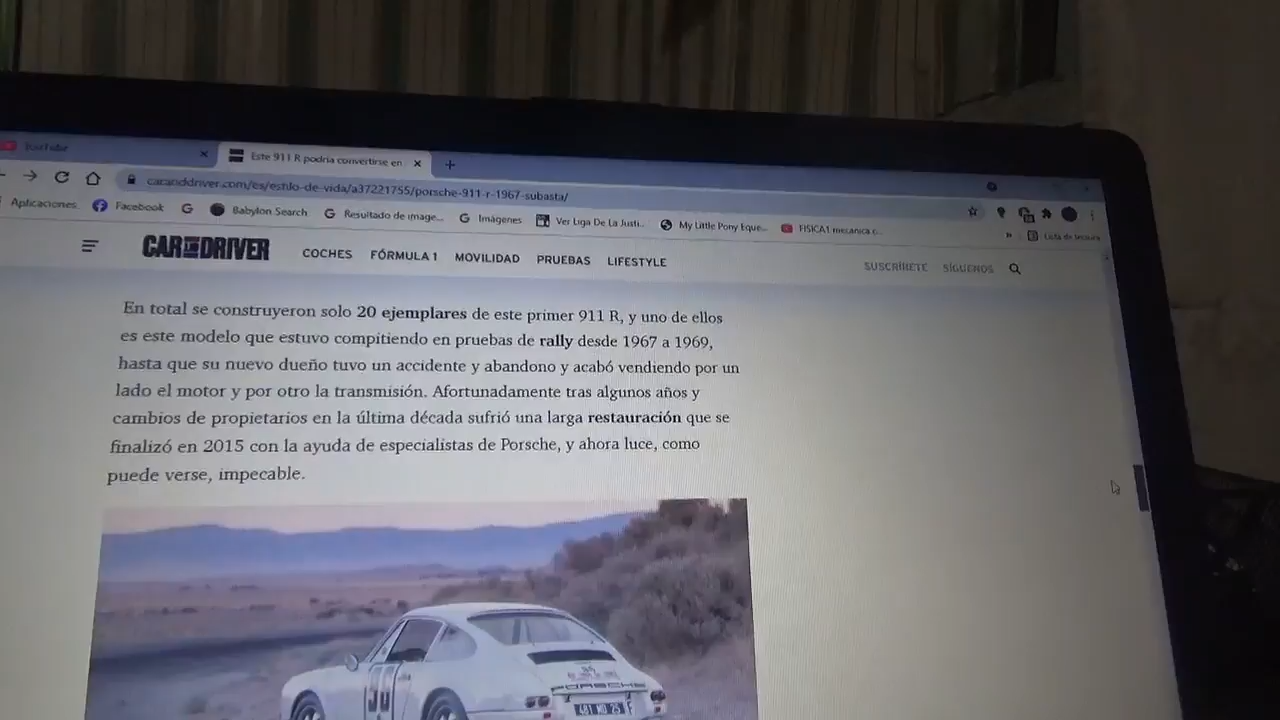 YouTube
Este 911 R podría convertirse en
caranddriver.com/es/estilo-de-vida/a37221755/porsche-911-r-1967-subasta/
Aplicaciones Facebook Babylon Search Resultado de image... Imágenes Ver Liga De La Justi... My Little Pony Eque... FISICA1 mecanica c... Lista de lectura
CAR AND DRIVER COCHES FÓRMULA 1 MOVILIDAD PRUEBAS LIFESTYLE SUSCRÍBETE SÍGUENOS
En total se construyeron solo 20 ejemplares de este primer 911 R, y uno de ellos
es este modelo que estuvo compitiendo en pruebas de rally desde 1967 a 1969,
hasta que su nuevo dueño tuvo un accidente y abandono y acabó vendiendo por un
lado el motor y por otro la transmisión. Afortunadamente tras algunos años y
cambios de propietarios en la última década sufrió una larga restauración que se
finalizó en 2015 con la ayuda de especialistas de Porsche, y ahora luce, como
puede verse, impecable.
PORSCHE